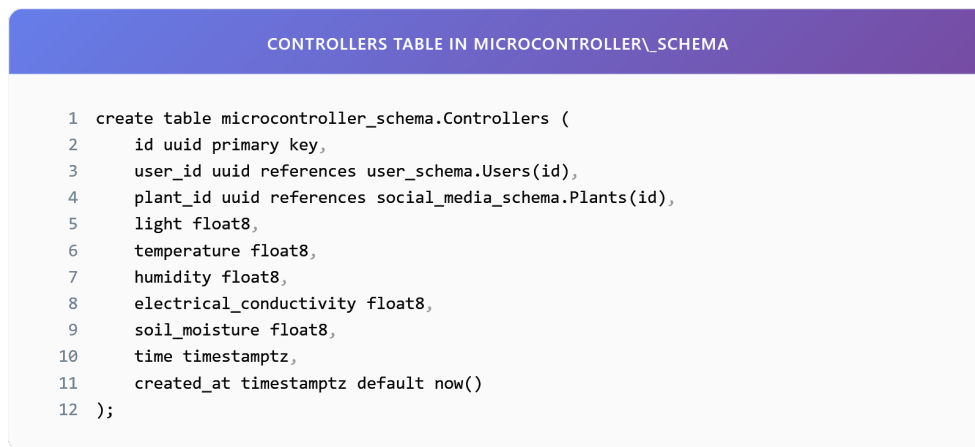 CONTROLLERS TABLE IN MICROCONTROLLER\_SCHEMA
1 create table microcontroller_schema.Controllers (
2 id uuid primary key,
3 user_id uuid references user_schema.Users(id),
4 plant_id uuid references social_media_schema.Plants(id),
5 light float8,
6 temperature float8,
7 humidity float8,
8 electrical_conductivity float8,
9 soil_moisture float8,
10 time timestamptz,
11 created_at timestamptz default now()
12 );